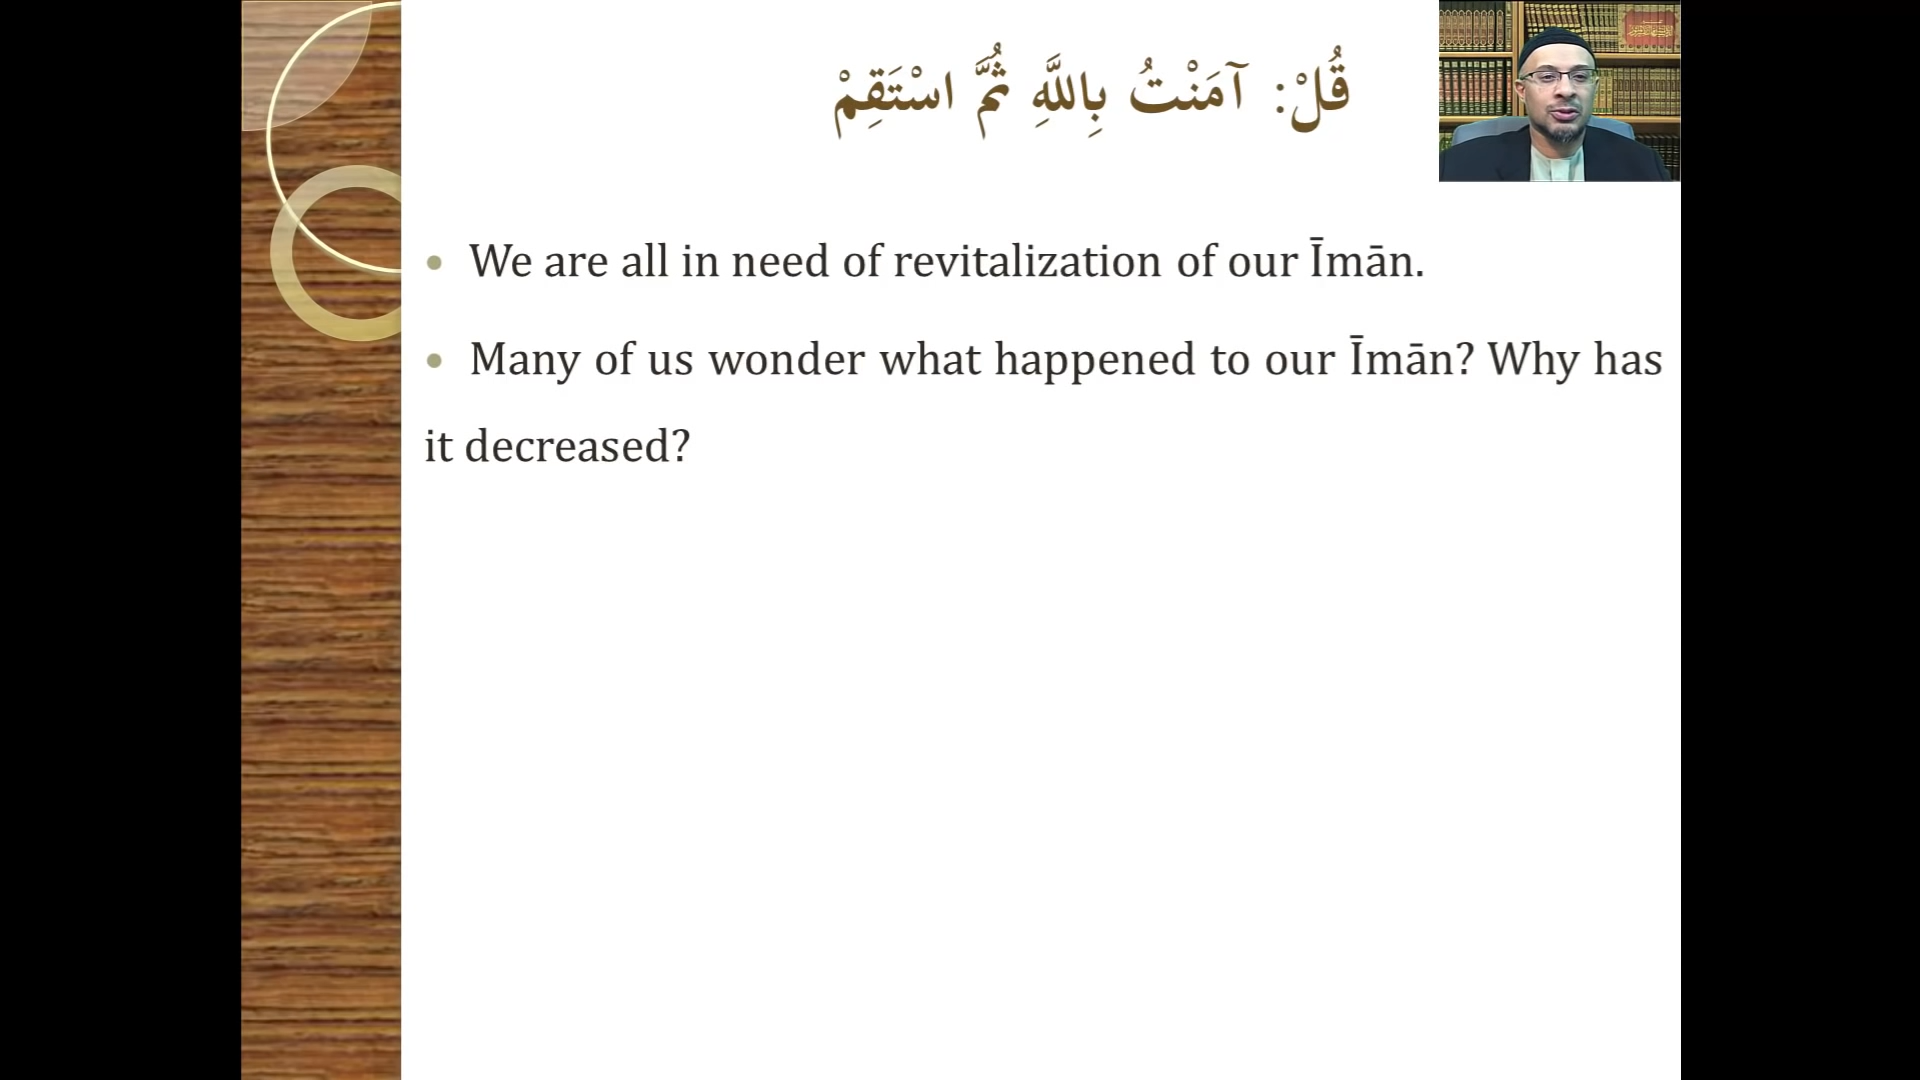 قُلْ: آمَنْتُ بِاللَّهِ ثُمَّ اسْتَقِمْ
• We are all in need of revitalization of our Īmān.
• Many of us wonder what happened to our Īmān? Why has
it decreased?